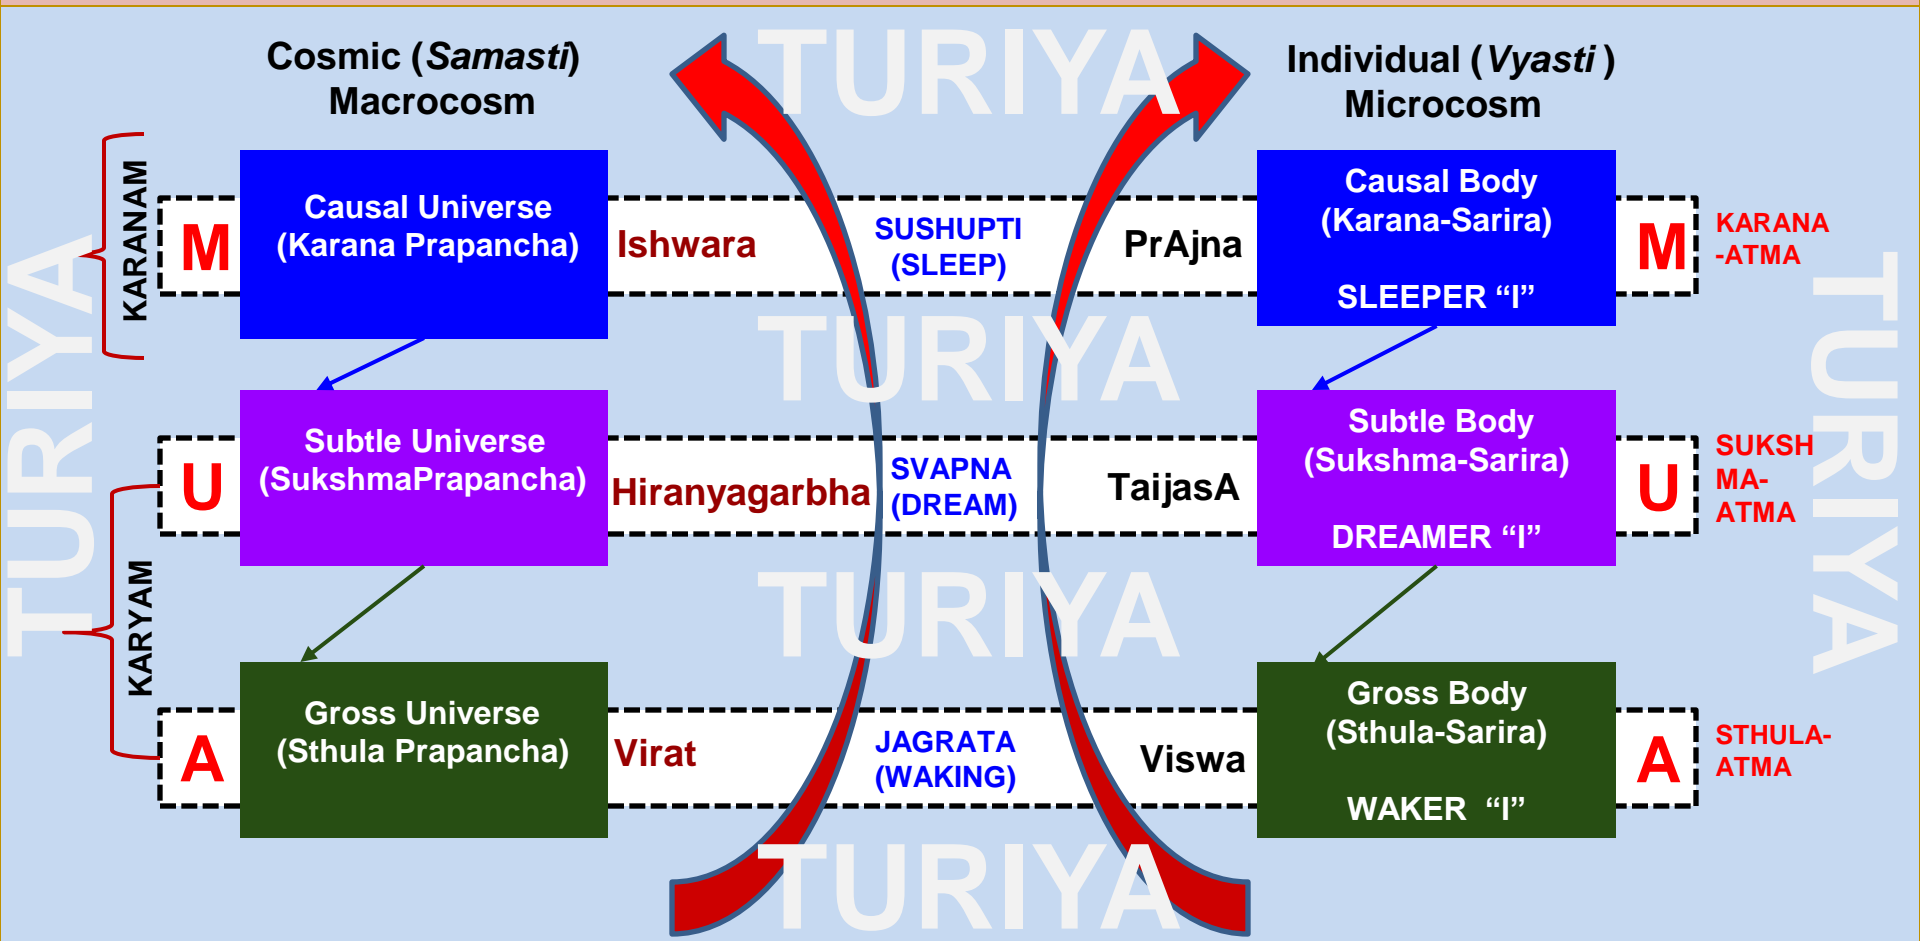 TURIYA
Cosmic (Samasti)
Macrocosm
Individual (Vyasti )
Microcosm
KARANAM
M
Causal Universe
(Karana Prapancha)
Ishwara
SUSHUPTI
(SLEEP)
PrAjna
Causal Body
(Karana-Sarira)
SLEEPER “I”
M
KARANA
-ATMA
TURIYA
TURIYA
TURIYA
U
Subtle Universe
(SukshmaPrapancha)
Hiranyagarbha
SVAPNA
(DREAM)
TaijasA
Subtle Body
(Sukshma-Sarira)
DREAMER “I”
U
SUKSH
MA-
ATMA
TURIYA
KARYAM
A
Gross Universe
(Sthula Prapancha)
Virat
JAGRATA
(WAKING)
Viswa
Gross Body
(Sthula-Sarira)
WAKER “I”
A
STHULA-
ATMA
TURIYA